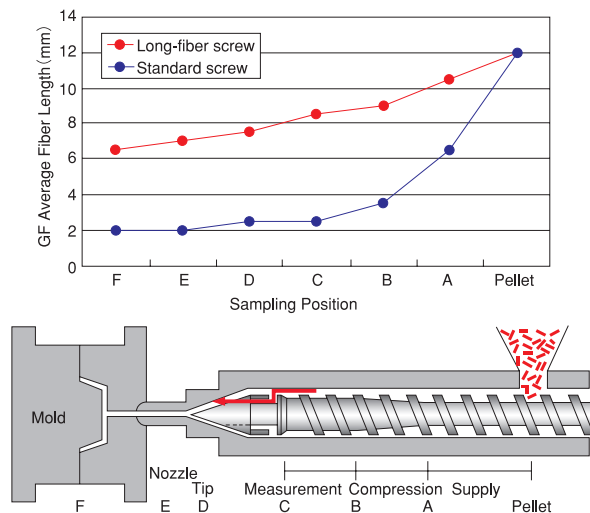 14
12
10
8
6
4
2
0
GF Average Fiber Length (mm)
Long-fiber screw
Standard screw
F E D C B A Pellet
Sampling Position
Mold
Nozzle
Tip Measurement Compression Supply
F E D C B A Pellet